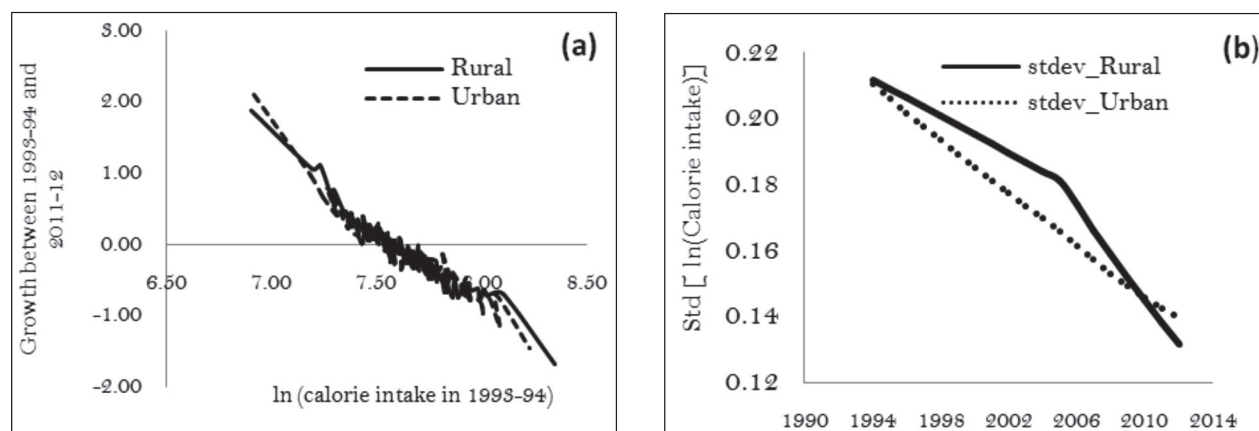 (a)
3.00
2.00
1.00
0.00
-1.00
-2.00
6.50
7.00
7.50
8.00
8.50
Rural
Urban
Growth between 1993-94 and
2011-12
ln (calorie intake in 1993-94)
(b)
0.22
0.20
0.18
0.16
0.14
0.12
1990 1994 1998 2002 2006 2010 2014
stdev_Rural
stdev_Urban
Std [ ln(Calorie intake)]